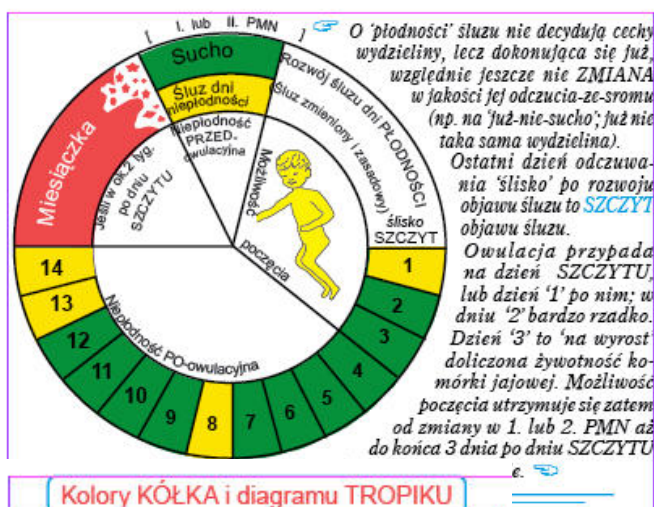 [ I. lub II. PMN ]
Sucho
Śluz dni
niepłodności
Niepłodność
PRZED-
owulacyjna
Miesiączka
Jeśli w ok.2 tyg.
po dniu
SZCZYTU
Rozwój śluzu dni PŁODNOŚCI
(Śluz zmieniony i zasadowy)
ślisko
SZCZYT
Możliwość
poczęcia
1
2
3
4
5
6
7
8
9
10
11
12
13
14
Niepłodność PO-owulacyjna
O ‘płodności’ śluzu nie decydują cechy
wydzieliny, lecz dokonująca się już,
względnie jeszcze nie ZMIANA
w jakości jej odczucia-ze-sromu
(np. na ‘już-nie-sucho’; już nie
taka sama wydzielina).
Ostatni dzień odczuwa-
nia ‘ślisko’ po rozwoju
objawu śluzu to SZCZYT
objawu śluzu.
Owulacja przypada
na dzień SZCZYTU,
lub dzień ‘1’ po nim; w
dniu ‘2’ bardzo rzadko.
Dzień ‘3’ to ‘na wyrost’
doliczona żywotność ko-
mórki jajowej. Możliwość
poczęcia utrzymuje się zatem
od zmiany w 1. lub 2. PMN aż
do końca 3 dnia po dniu SZCZYTU
e.
Kolory KÓŁKA i diagramu TROPIKU